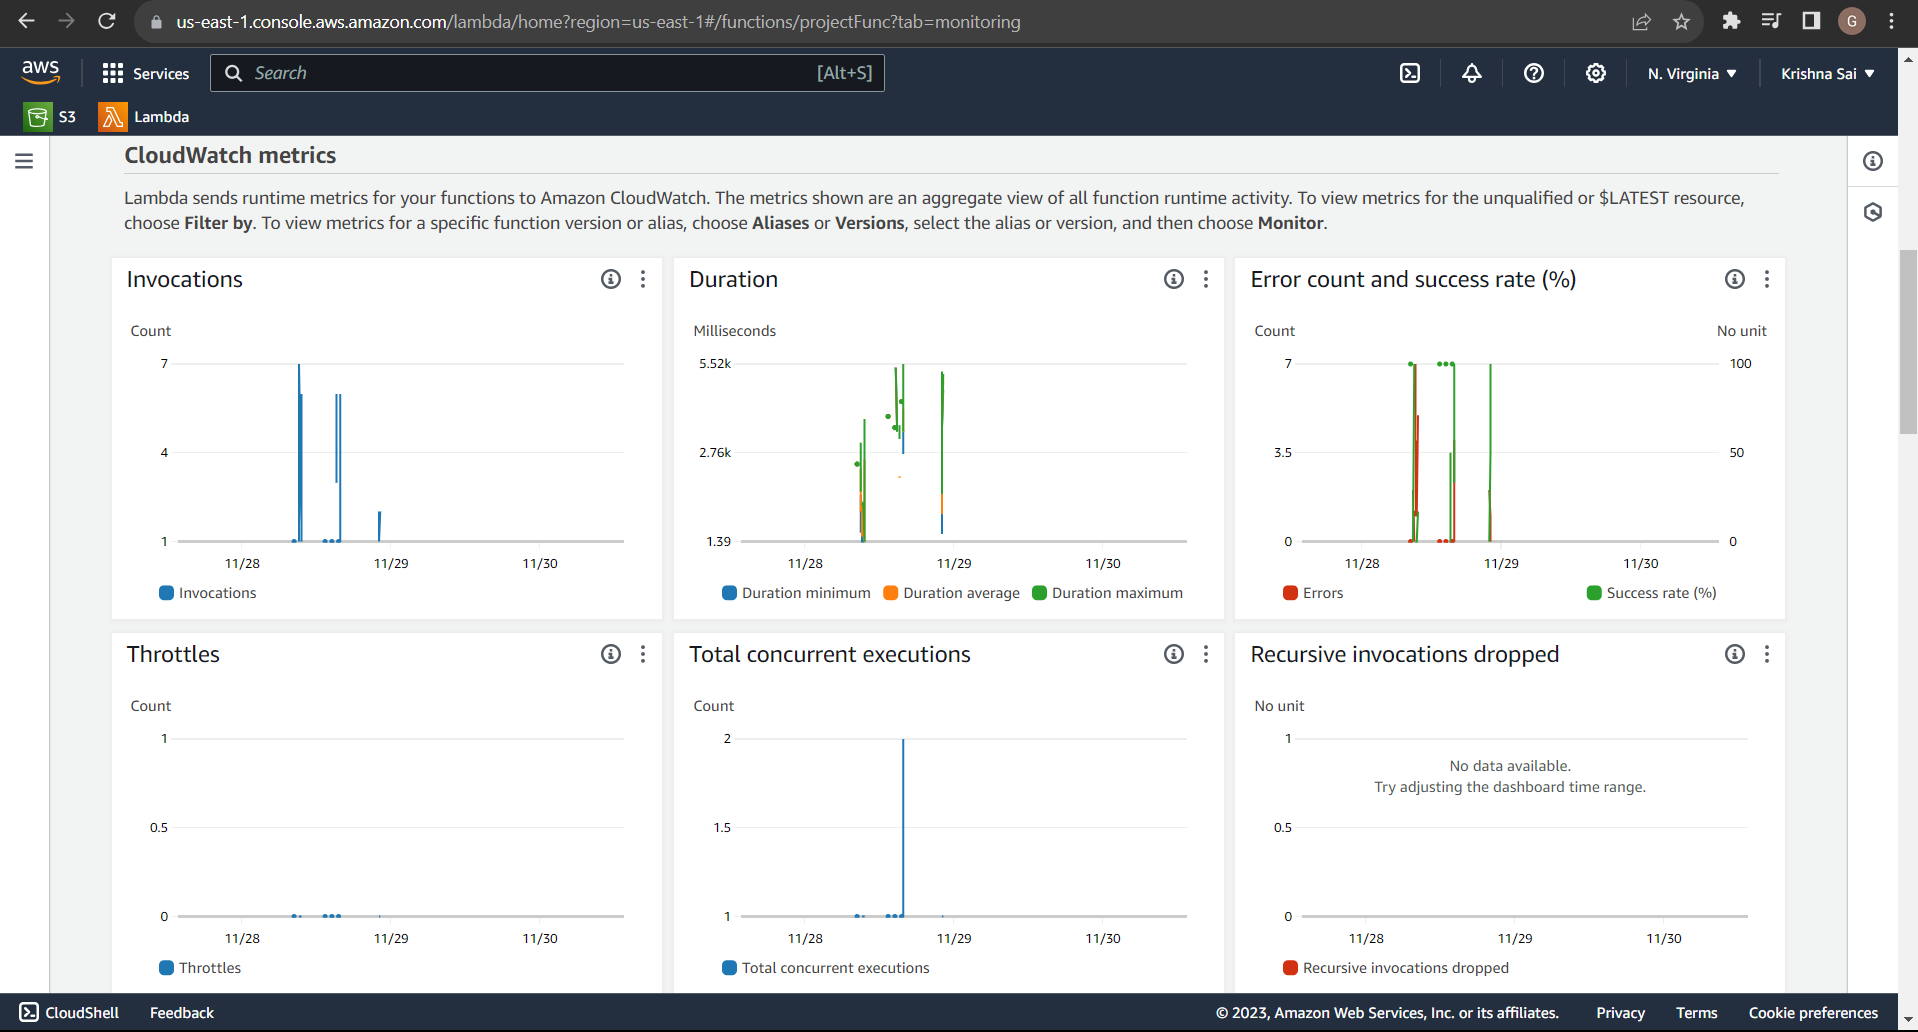 us-east-1.console.aws.amazon.com/lambda/home?region=us-east-1#/functions/projectFunc?tab=monitoring
G
aws
Services
Search
[Alt+S]
N. Virginia
Krishna Sai
S3
Lambda
CloudWatch metrics
Lambda sends runtime metrics for your functions to Amazon CloudWatch. The metrics shown are an aggregate view of all function runtime activity. To view metrics for the unqualified or $LATEST resource,
choose Filter by. To view metrics for a specific function version or alias, choose Aliases or Versions, select the alias or version, and then choose Monitor.
Invocations
Count
7
4
1
11/28
11/29
11/30
Invocations
Duration
Milliseconds
5.52k
2.76k
1.39
11/28
11/29
11/30
Duration minimum
Duration average
Duration maximum
Error count and success rate (%)
Count
No unit
7
100
3.5
50
0
0
11/28
11/29
11/30
Errors
Success rate (%)
Throttles
Count
1
0.5
0
11/28
11/29
11/30
Throttles
Total concurrent executions
Count
2
1.5
1
11/28
11/29
11/30
Total concurrent executions
Recursive invocations dropped
No unit
1
No data available.
Try adjusting the dashboard time range.
0.5
0
11/28
11/29
11/30
Recursive invocations dropped
CloudShell
Feedback
© 2023, Amazon Web Services, Inc. or its affiliates.
Privacy
Terms
Cookie preferences